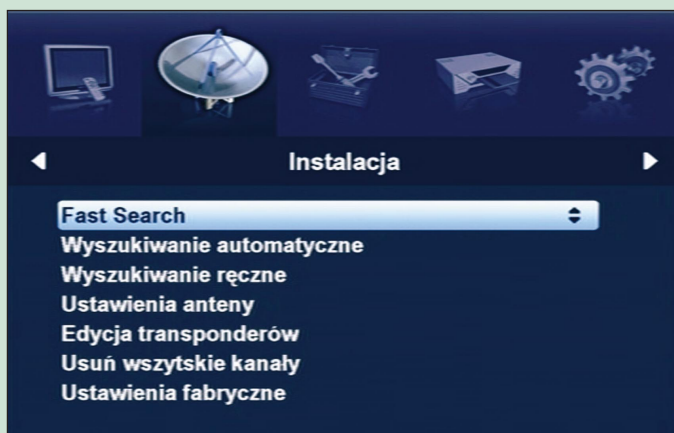 Instalacja
Fast Search
Wyszukiwanie automatyczne
Wyszukiwanie ręczne
Ustawienia anteny
Edycja transponderów
Usuń wszytskie kanały
Ustawienia fabryczne